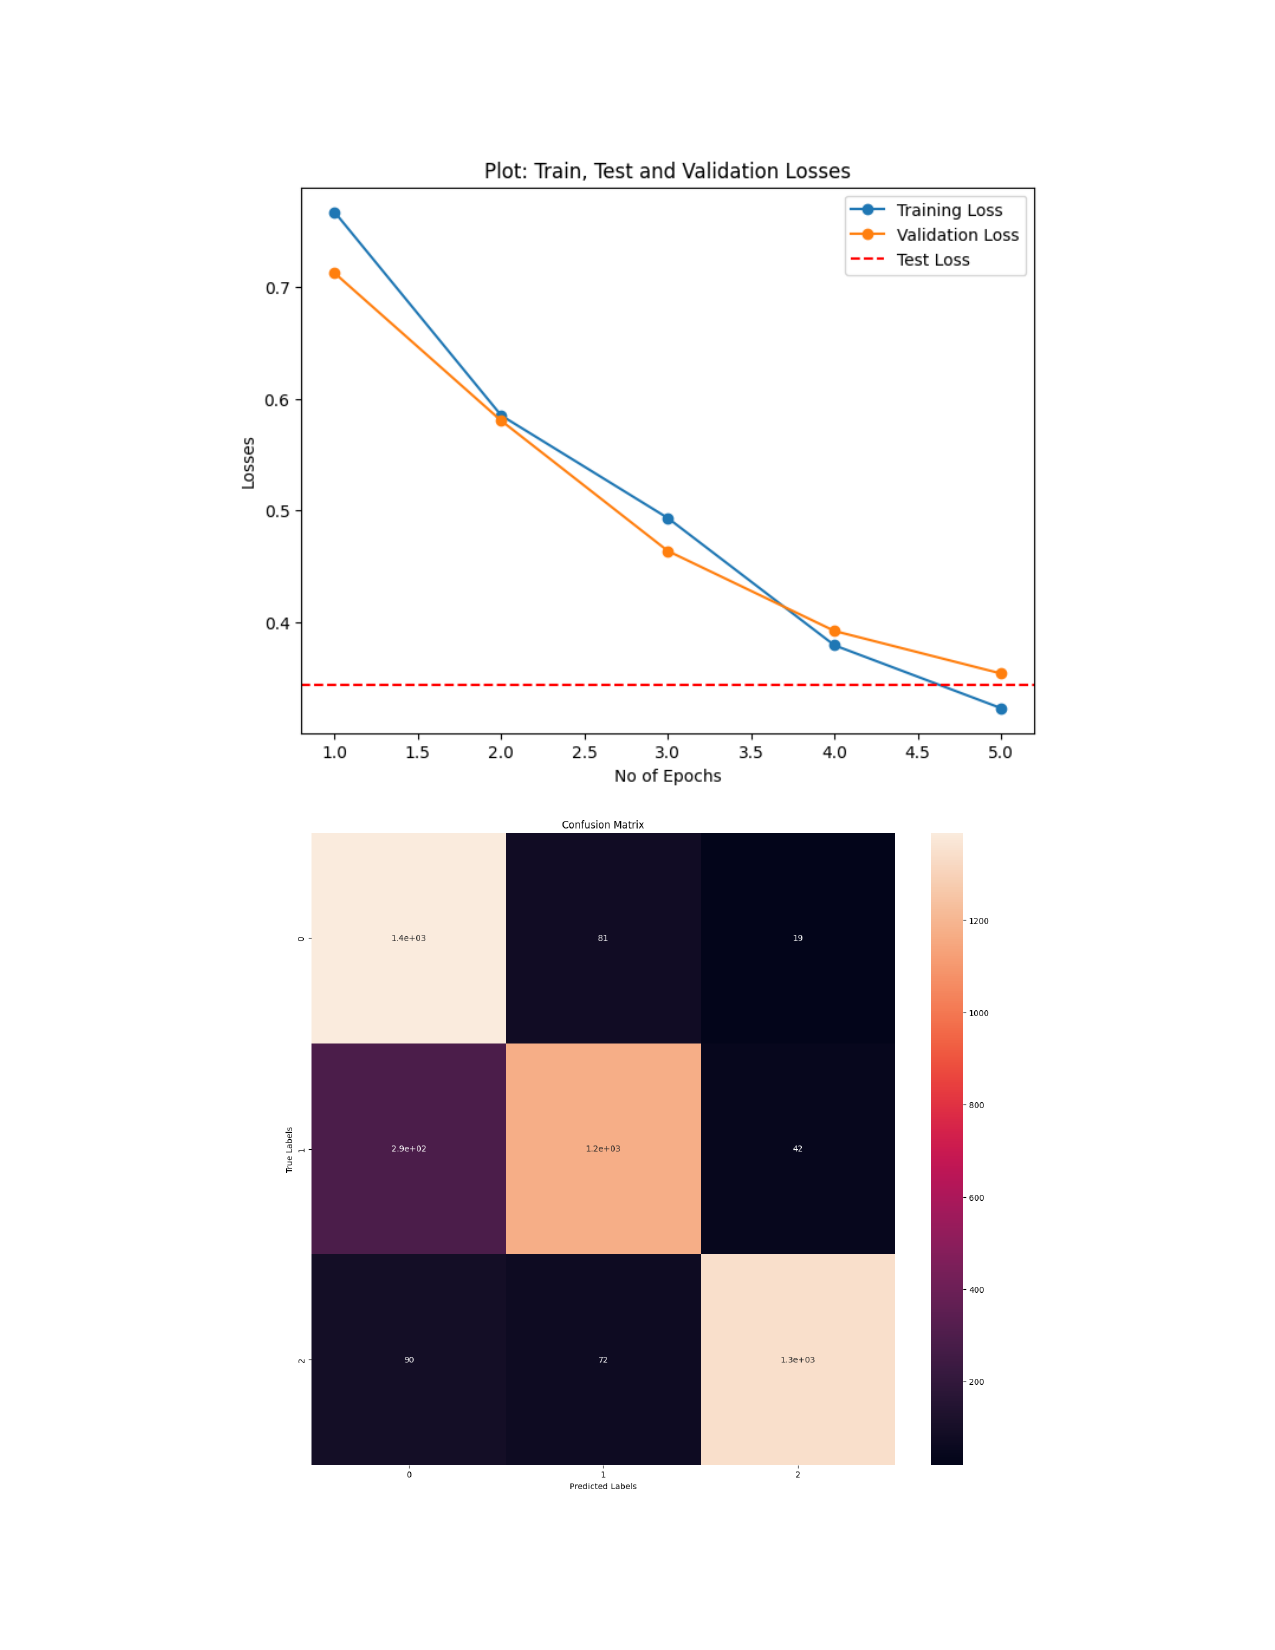 Plot: Train, Test and Validation Losses
Training Loss
Validation Loss
Test Loss
0.7
0.6
0.5
0.4
Losses
1.0 1.5 2.0 2.5 3.0 3.5 4.0 4.5 5.0
No of Epochs
Confusion Matrix
0
1.4e+03 81 19
1
2.9e+02 1.2e+03 42
2
90 72 1.3e+03
True Labels
0 1 2
Predicted Labels
1200
1000
800
600
400
200